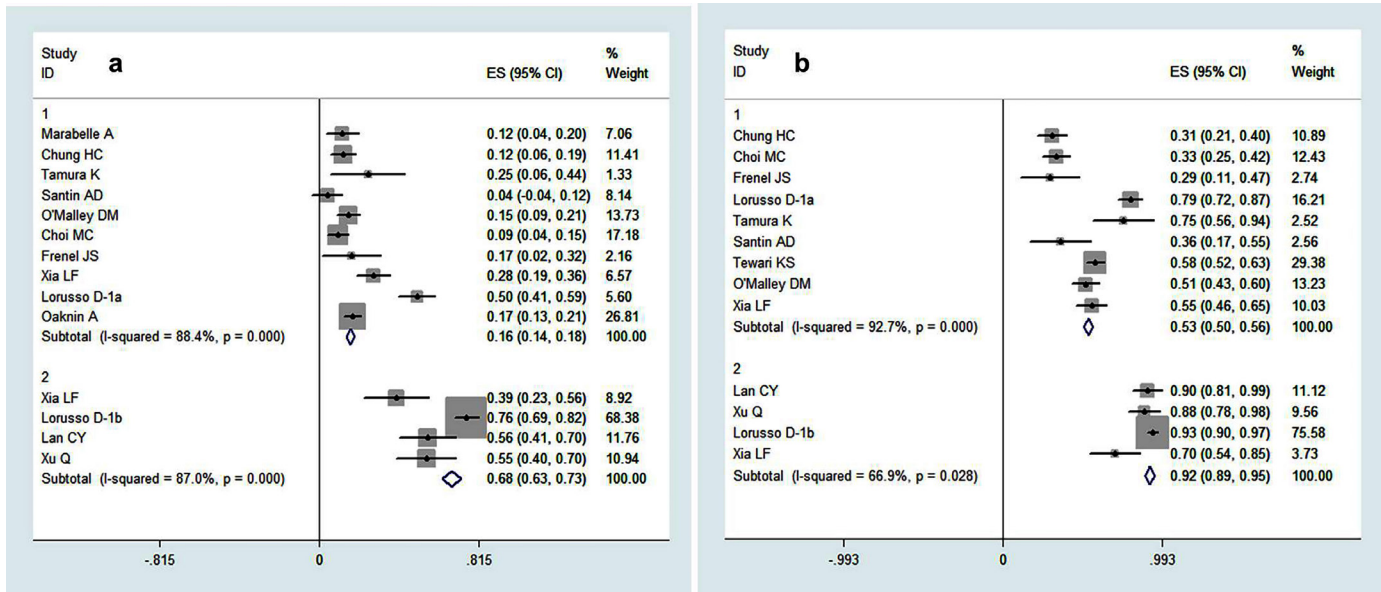 a
Study %
ID ES (95% CI) Weight
1
Marabelle A 0.12 (0.04, 0.20) 7.06
Chung HC 0.12 (0.06, 0.19) 11.41
Tamura K 0.25 (0.06, 0.44) 1.33
Santin AD 0.04 (-0.04, 0.12) 8.14
O'Malley DM 0.15 (0.09, 0.21) 13.73
Choi MC 0.09 (0.04, 0.15) 17.18
Frenel JS 0.17 (0.02, 0.32) 2.16
Xia LF 0.28 (0.19, 0.36) 6.57
Lorusso D-1a 0.50 (0.41, 0.59) 5.60
Oaknin A 0.17 (0.13, 0.21) 26.81
Subtotal (I-squared = 88.4%, p = 0.000) 0.16 (0.14, 0.18) 100.00
2
Xia LF 0.39 (0.23, 0.56) 8.92
Lorusso D-1b 0.76 (0.69, 0.82) 68.38
Lan CY 0.56 (0.41, 0.70) 11.76
Xu Q 0.55 (0.40, 0.70) 10.94
Subtotal (I-squared = 87.0%, p = 0.000) 0.68 (0.63, 0.73) 100.00
-.815 0 .815
b
Study %
ID ES (95% CI) Weight
1
Chung HC 0.31 (0.21, 0.40) 10.89
Choi MC 0.33 (0.25, 0.42) 12.43
Frenel JS 0.29 (0.11, 0.47) 2.74
Lorusso D-1a 0.79 (0.72, 0.87) 16.21
Tamura K 0.75 (0.56, 0.94) 2.52
Santin AD 0.36 (0.17, 0.55) 2.56
Tewari KS 0.58 (0.52, 0.63) 29.38
O'Malley DM 0.51 (0.43, 0.60) 13.23
Xia LF 0.55 (0.46, 0.65) 10.03
Subtotal (I-squared = 92.7%, p = 0.000) 0.53 (0.50, 0.56) 100.00
2
Lan CY 0.90 (0.81, 0.99) 11.12
Xu Q 0.88 (0.78, 0.98) 9.56
Lorusso D-1b 0.93 (0.90, 0.97) 75.58
Xia LF 0.70 (0.54, 0.85) 3.73
Subtotal (I-squared = 66.9%, p = 0.028) 0.92 (0.89, 0.95) 100.00
-.993 0 .993